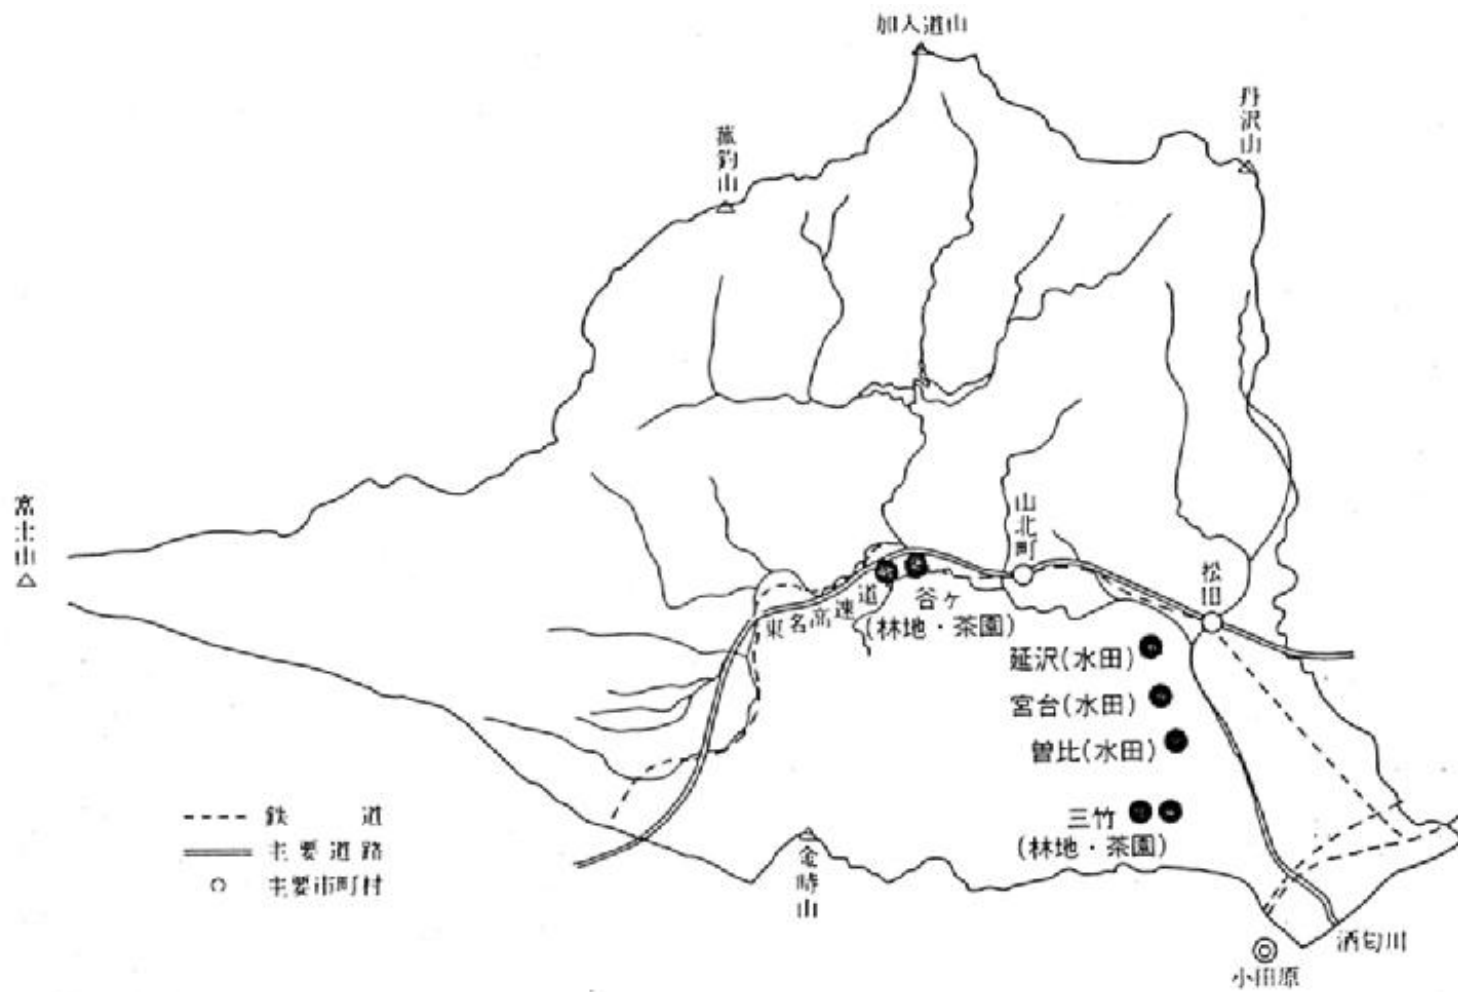 加入道山
丹沢山
菰釣山
富士山
山北町
松田
東名高速道
谷ヶ
(林地・茶園)
延沢(水田)
宮台(水田)
曽比(水田)
三竹
(林地・茶園)
金時山
鉄　道
主要道路
主要市町村
酒匂川
小田原